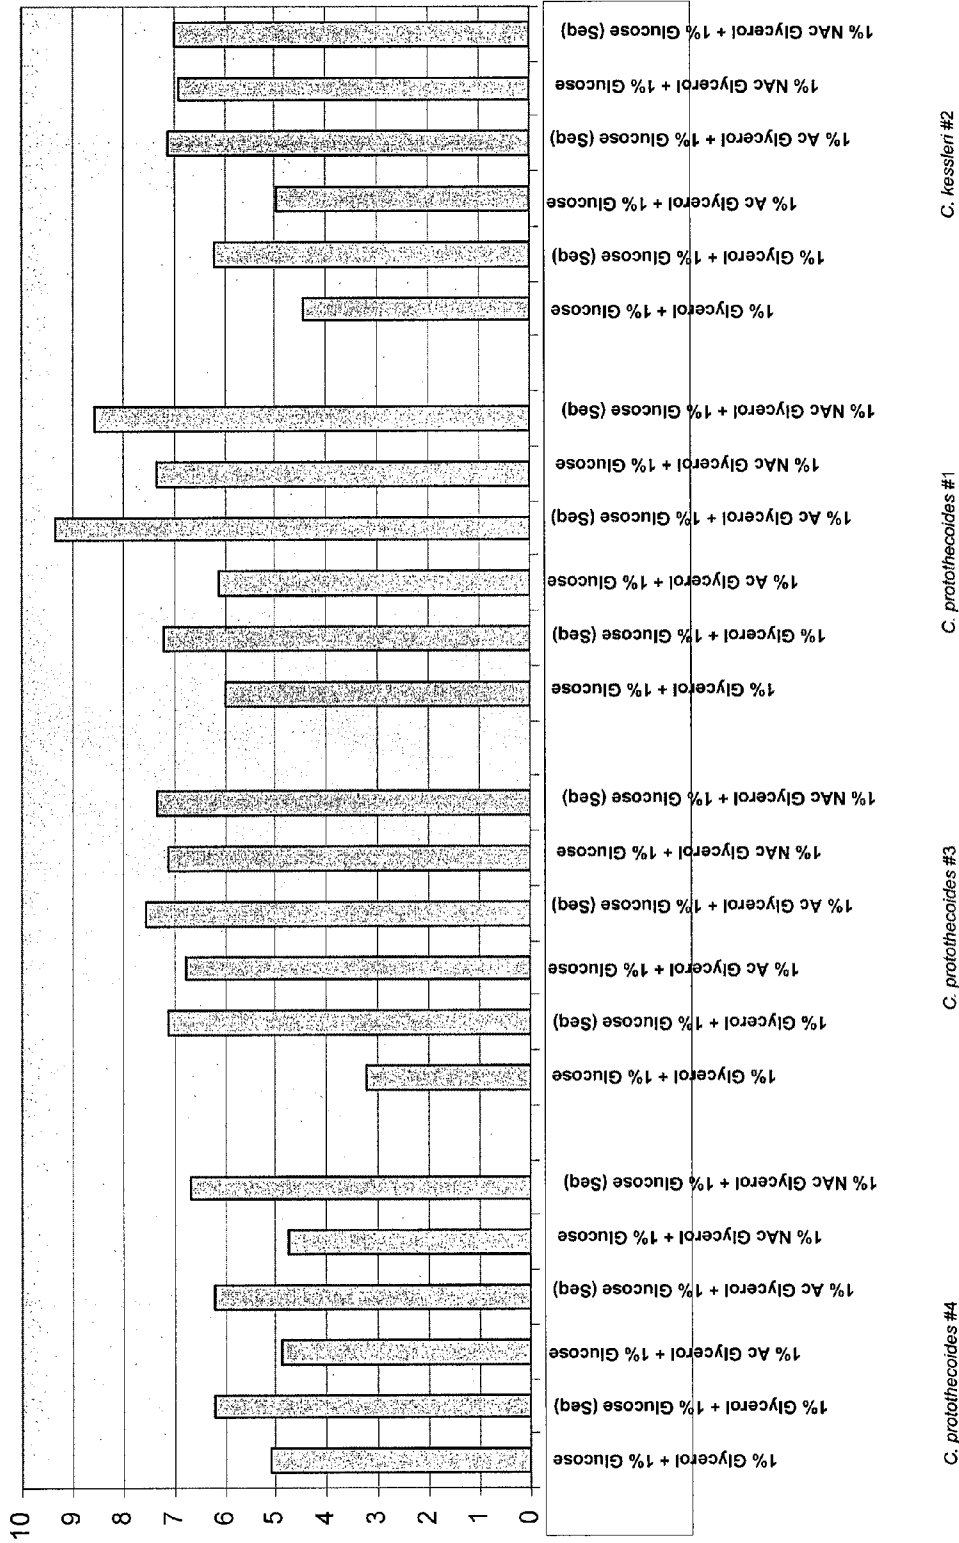 10
9
8
7
6
5
4
3
2
1
0
1% Glycerol + 1% Glucose
1% Glycerol + 1% Glucose (Seq)
1% Ac Glycerol + 1% Glucose
1% Ac Glycerol + 1% Glucose (Seq)
1% NAc Glycerol + 1% Glucose
1% NAc Glycerol + 1% Glucose (Seq)
1% Glycerol + 1% Glucose
1% Glycerol + 1% Glucose (Seq)
1% Ac Glycerol + 1% Glucose
1% Ac Glycerol + 1% Glucose (Seq)
1% NAc Glycerol + 1% Glucose
1% NAc Glycerol + 1% Glucose (Seq)
1% Glycerol + 1% Glucose
1% Glycerol + 1% Glucose (Seq)
1% Ac Glycerol + 1% Glucose
1% Ac Glycerol + 1% Glucose (Seq)
1% NAc Glycerol + 1% Glucose
1% NAc Glycerol + 1% Glucose (Seq)
1% Glycerol + 1% Glucose
1% Glycerol + 1% Glucose (Seq)
1% Ac Glycerol + 1% Glucose
1% Ac Glycerol + 1% Glucose (Seq)
1% NAc Glycerol + 1% Glucose
1% NAc Glycerol + 1% Glucose (Seq)
C. protothecoides #4
C. protothecoides #3
C. protothecoides #1
C. kessleri #2